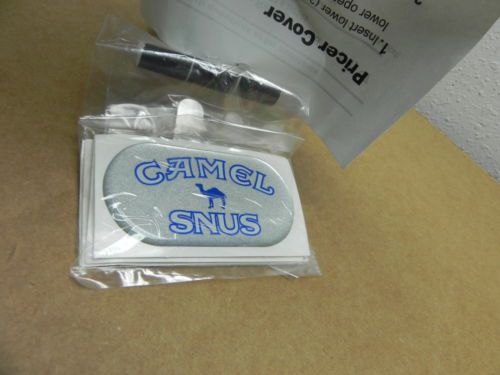 Pricer Cover
1. Insert lower
lower
CAMEL
SNUS